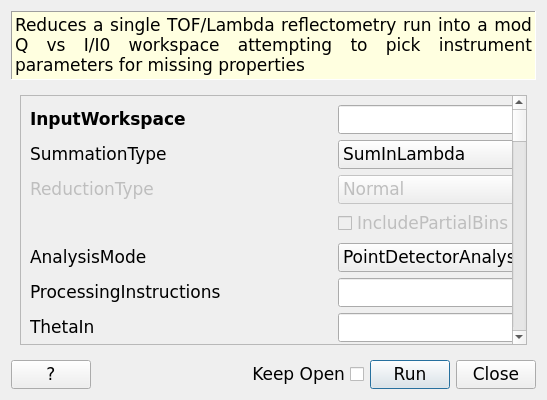 Reduces a single TOF/Lambda reflectometry run into a mod
Q vs I/I0 workspace attempting to pick instrument
parameters for missing properties
InputWorkspace
SummationType SumInLambda
ReductionType Normal
IncludePartialBins
AnalysisMode PointDetectorAnalys
ProcessingInstructions
ThetaIn
? Keep Open Run Close